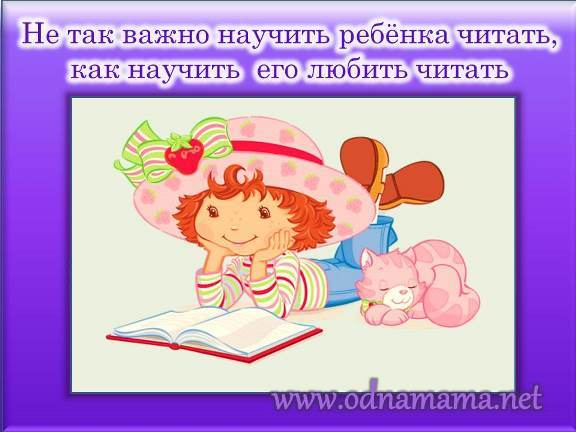 Не так важно научить ребёнка читать,
как научить его любить читать
www.odnamama.net